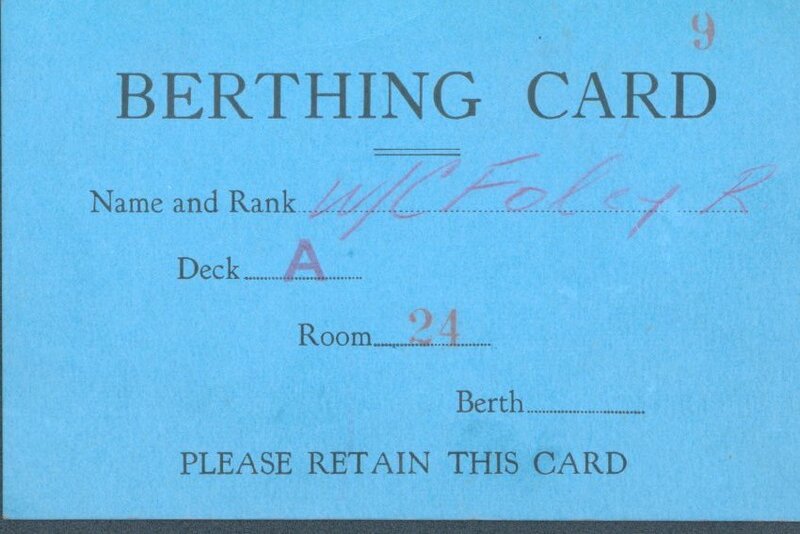 9
BERTHING CARD
Name and Rank W/C Foley R
Deck A
Room 24
Berth
PLEASE RETAIN THIS CARD